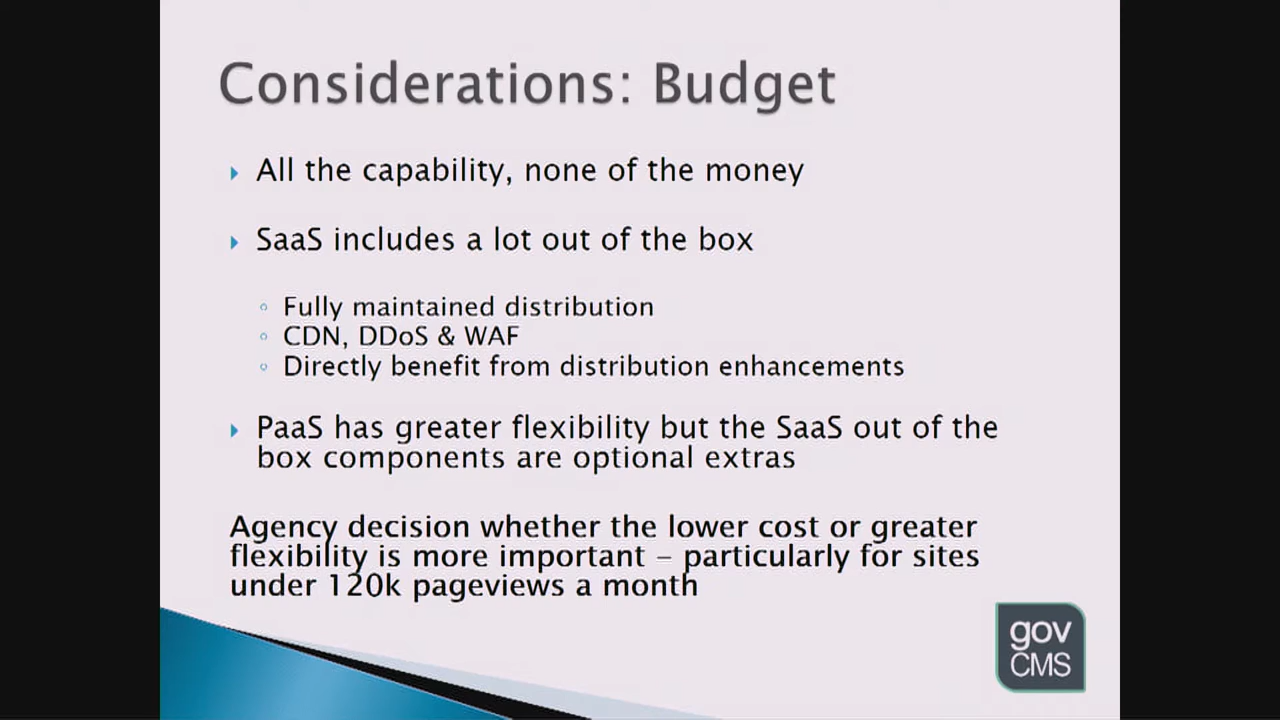 Considerations: Budget
All the capability, none of the money
SaaS includes a lot out of the box
Fully maintained distribution
CDN, DDoS & WAF
Directly benefit from distribution enhancements
PaaS has greater flexibility but the SaaS out of the
box components are optional extras
Agency decision whether the lower cost or greater
flexibility is more important – particularly for sites
under 120k pageviews a month
gov
CMS